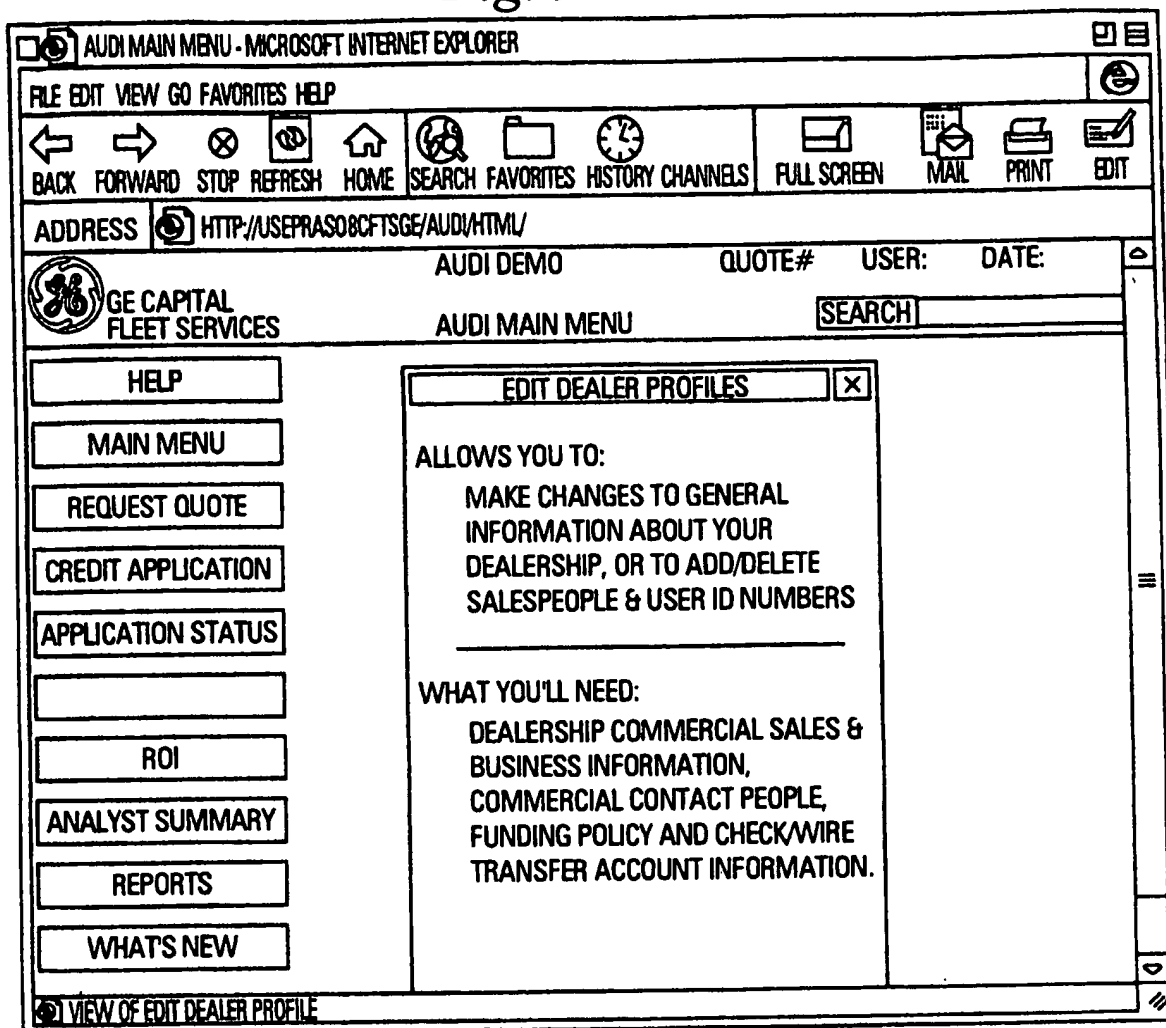 AUDI MAIN MENU - MICROSOFT INTERNET EXPLORER
FILE EDIT VIEW GO FAVORITES HELP
BACK FORWARD STOP REFRESH HOME SEARCH FAVORITES HISTORY CHANNELS FULL SCREEN MAIL PRINT EDIT
ADDRESS HTTP://USEPRAS08CFTSGE/AUDI/HTML/
AUDI DEMO QUOTE# USER: DATE:
GE CAPITAL
FLEET SERVICES
AUDI MAIN MENU SEARCH
HELP
MAIN MENU
REQUEST QUOTE
CREDIT APPLICATION
APPLICATION STATUS
ROI
ANALYST SUMMARY
REPORTS
WHAT'S NEW
EDIT DEALER PROFILES X
ALLOWS YOU TO:
MAKE CHANGES TO GENERAL
INFORMATION ABOUT YOUR
DEALERSHIP, OR TO ADD/DELETE
SALESPEOPLE & USER ID NUMBERS
WHAT YOU'LL NEED:
DEALERSHIP COMMERCIAL SALES &
BUSINESS INFORMATION,
COMMERCIAL CONTACT PEOPLE,
FUNDING POLICY AND CHECK/WIRE
TRANSFER ACCOUNT INFORMATION.
VIEW OF EDIT DEALER PROFILE